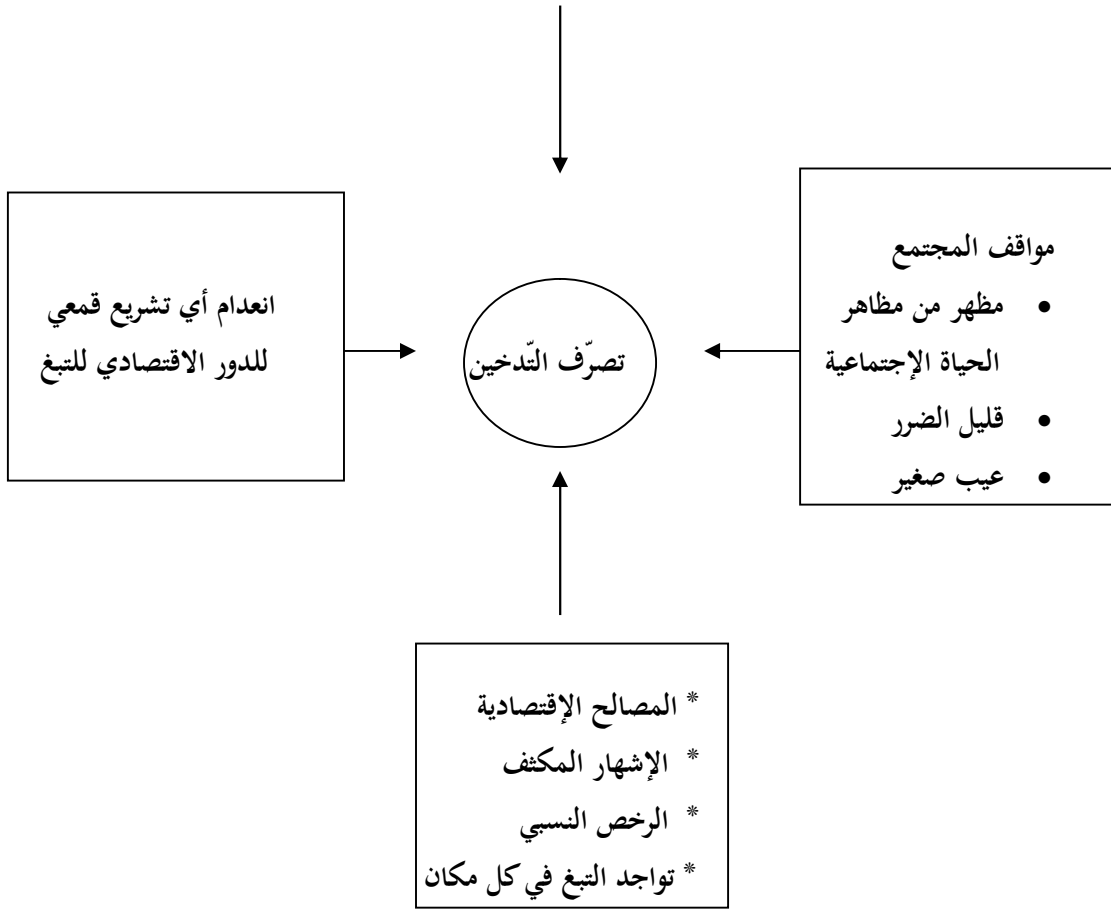 مواقف المجتمع
• مظهر من مظاهر
الحياة الإجتماعية
• قليل الضرر
• عيب صغير
تصرّف التّدخين
انعدام أي تشريع قمعي
للدور الاقتصادي للتبغ
* المصالح الإقتصادية
* الإشهار المكثف
* الرخص النسبي
* تواجد التبغ في كل مكان